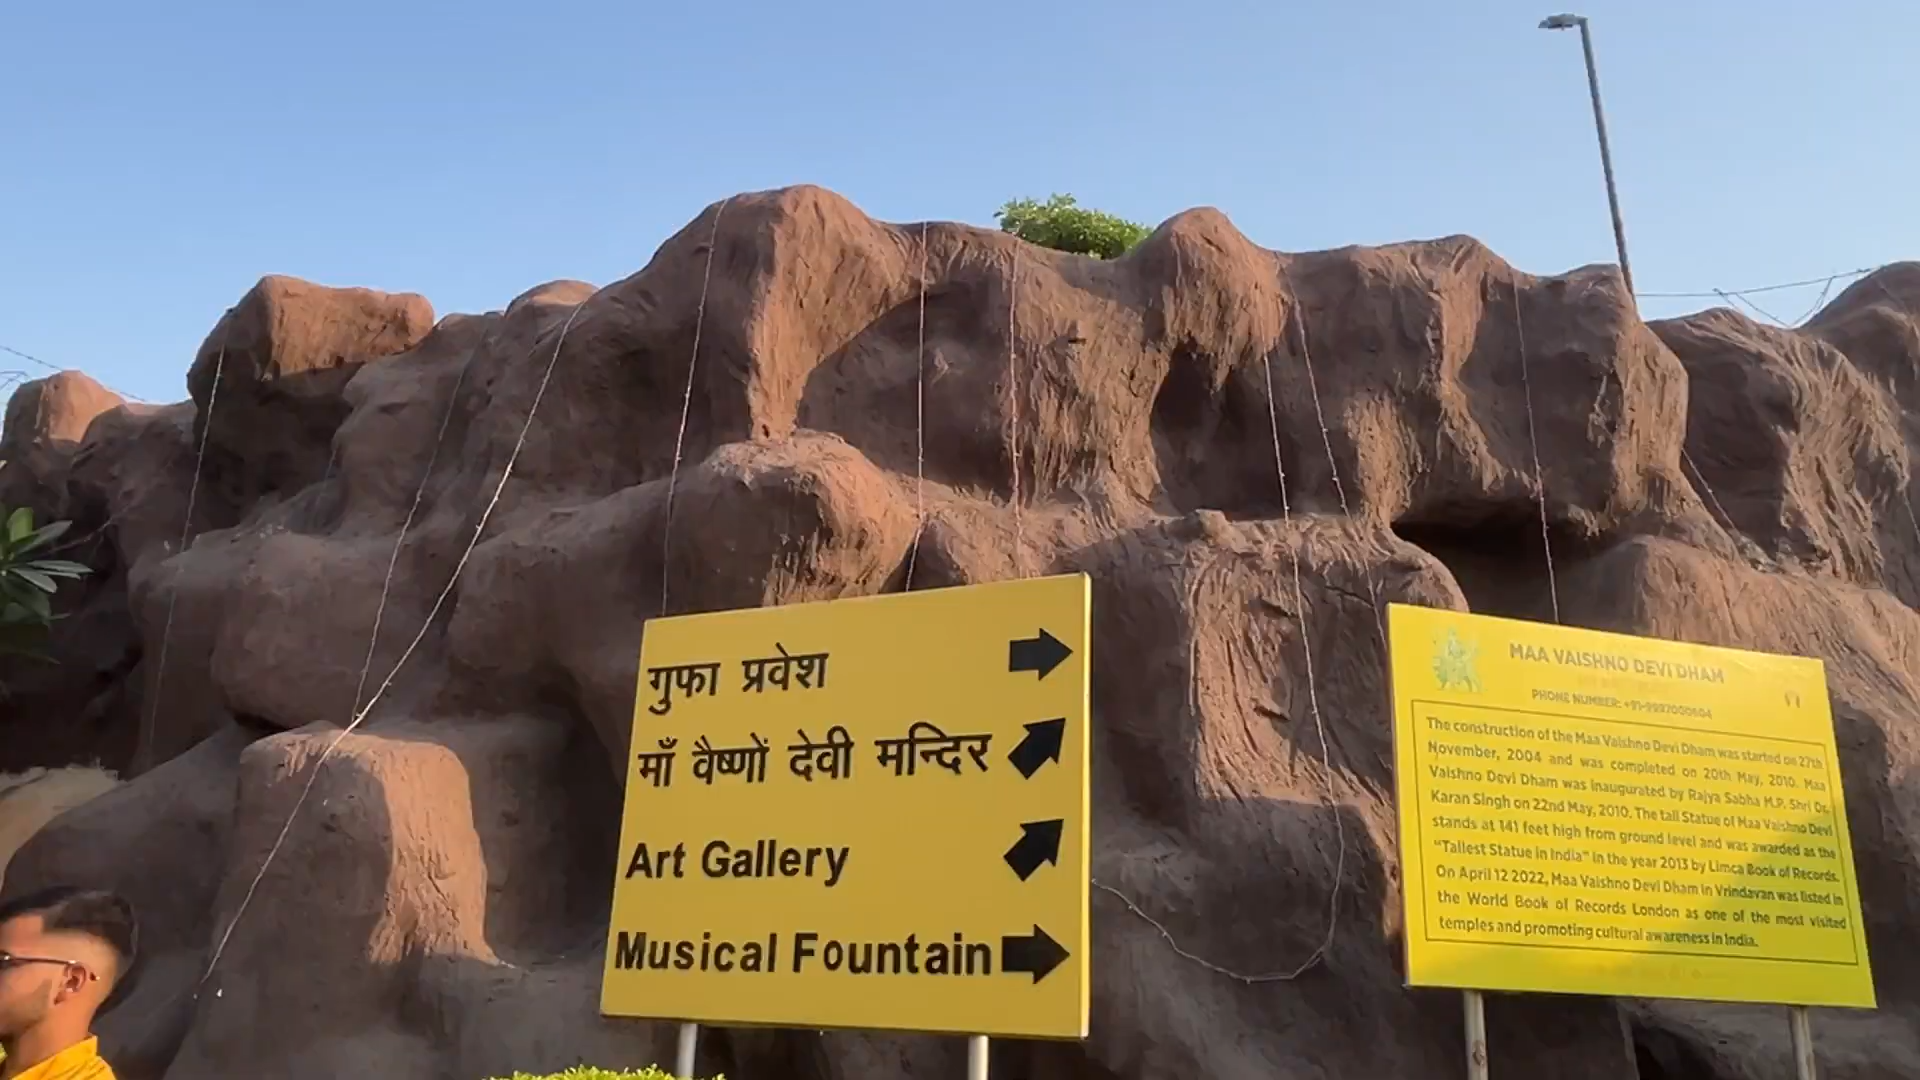 गुफा प्रवेश
माँ वैष्णों देवी मन्दिर
Art Gallery
Musical Fountain
MAA VAISHNO DEVI DHAM
PHONE NUMBER: +91-9997000604
The construction of the Maa Vaishno Devi Dham was started on 27th
November, 2004 and was completed on 20th May, 2010. Maa
Vaishno Devi Dham was inaugurated by Rajya Sabha M.P. Shri Dr.
Karan Singh on 22nd May, 2010. The tall Statue of Maa Vaishno Devi
stands at 141 feet high from ground level and was awarded as the
"Tallest Statue in India" in the year 2013 by Limca Book of Records.
On April 12 2022, Maa Vaishno Devi Dham in Vrindavan was listed in
the World Book of Records London as one of the most visited
temples and promoting cultural awareness in India.